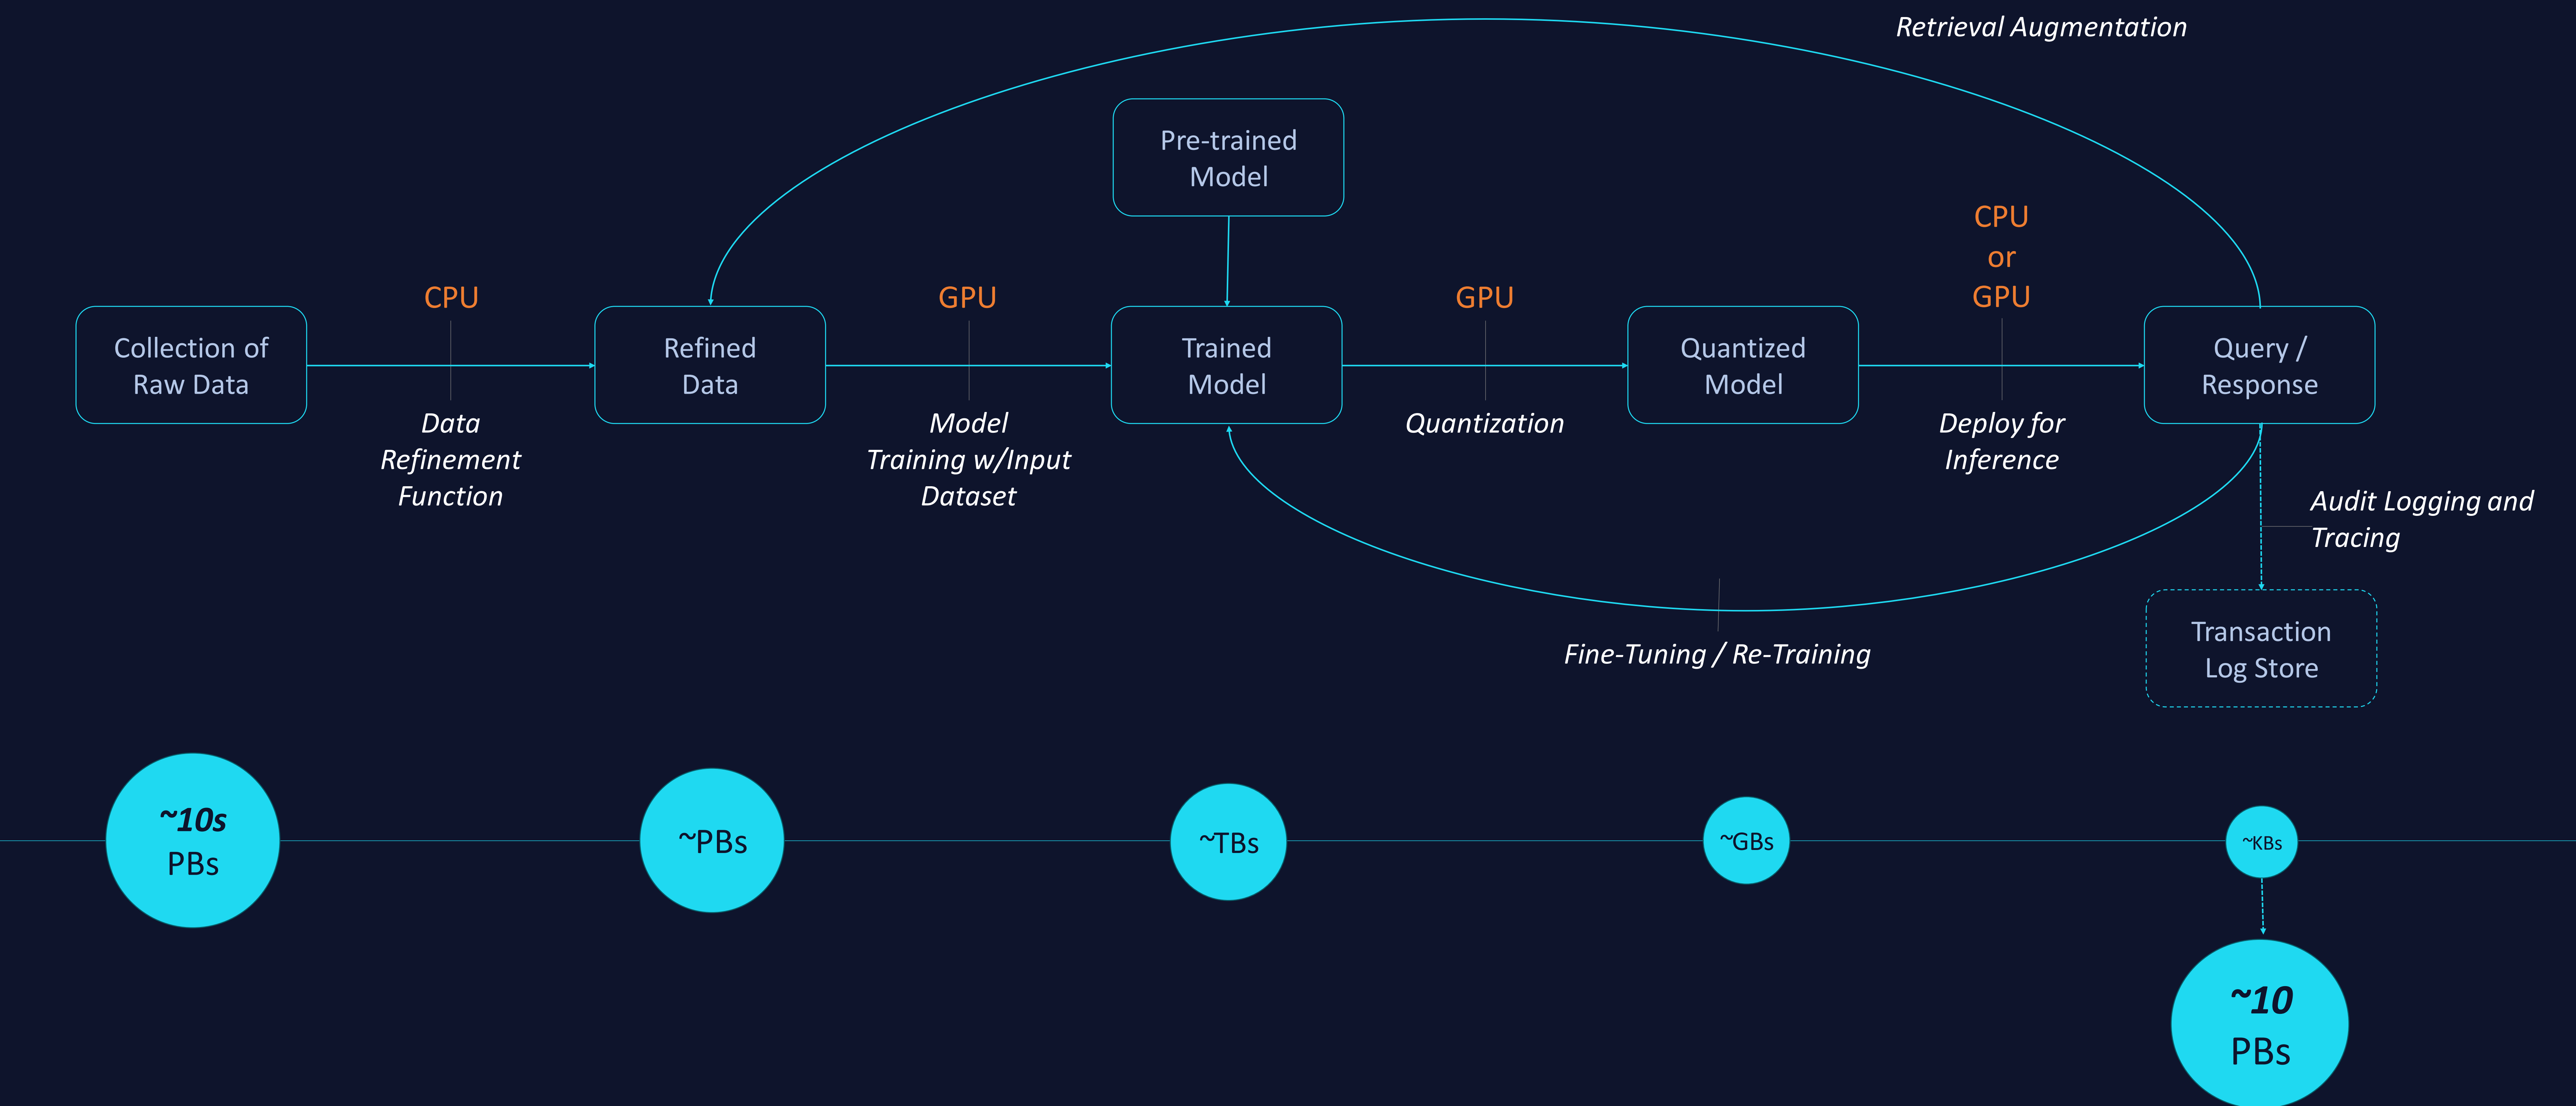 Retrieval Augmentation
Pre-trained
Model
CPU
or
GPU
CPU
GPU
GPU
Collection of
Raw Data
Refined
Data
Trained
Model
Quantized
Model
Query /
Response
Data
Refinement
Function
Model
Training w/Input
Dataset
Quantization
Deploy for
Inference
Audit Logging and
Tracing
Fine-Tuning / Re-Training
Transaction
Log Store
~10s
PBs
~PBs
~TBs
~GBs
~KBs
~10
PBs